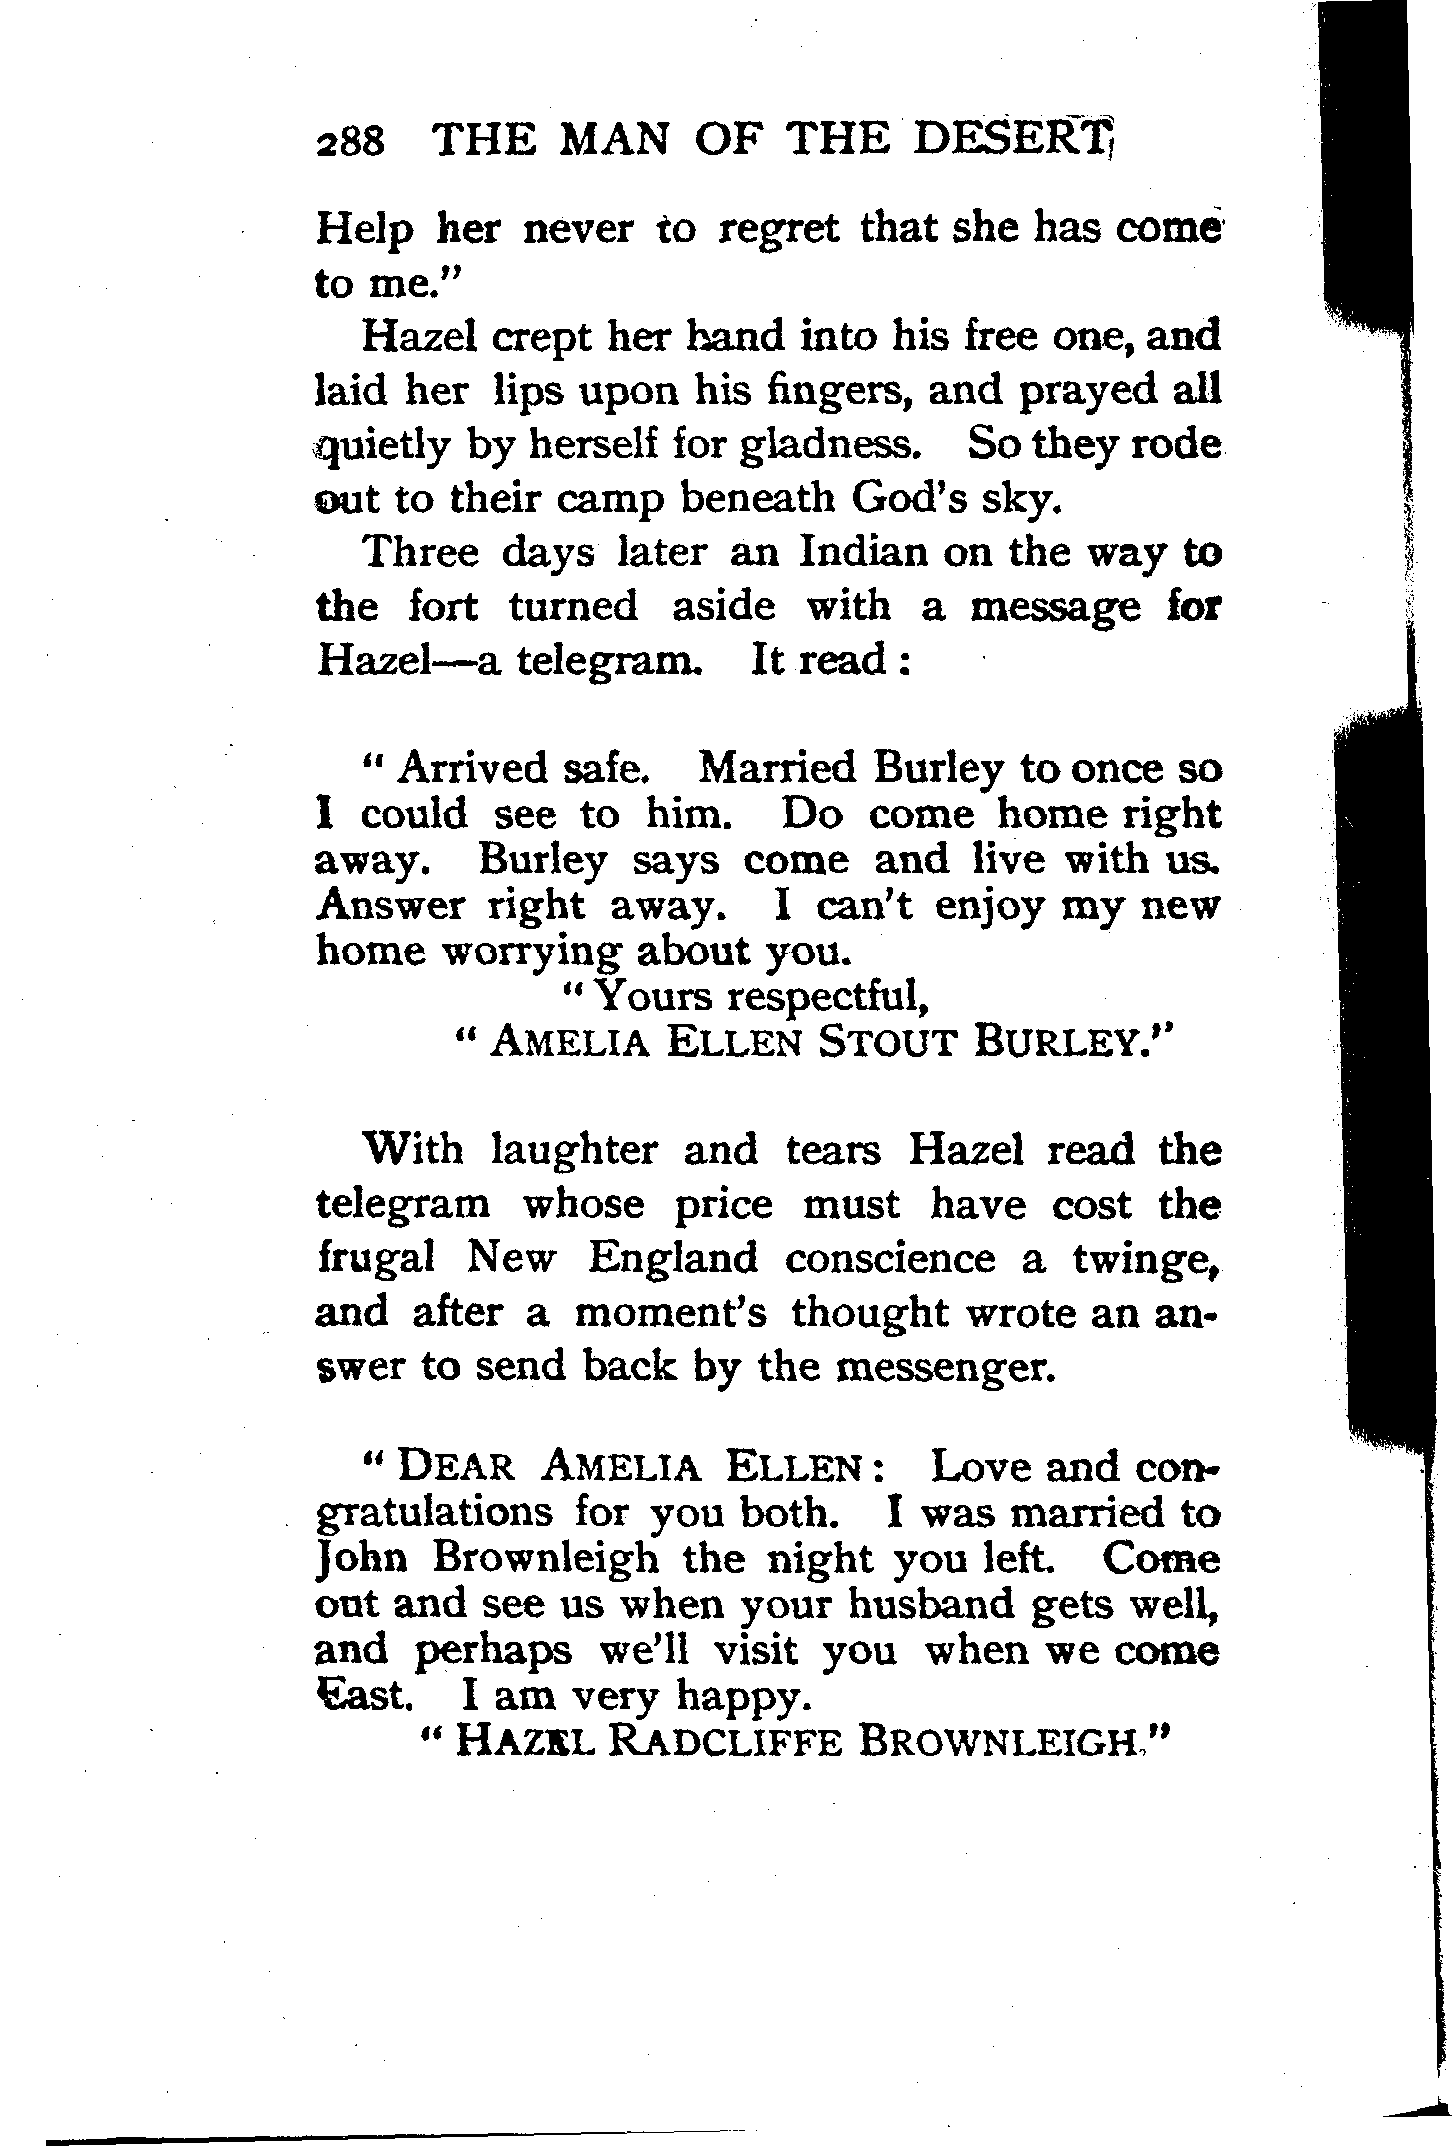 288 THE MAN OF THE DESERT
Help her never to regret that she has come
to me."
Hazel crept her hand into his free one, and
laid her lips upon his fingers, and prayed all
quietly by herself for gladness. So they rode
out to their camp beneath God's sky.
Three days later an Indian on the way to
the fort turned aside with a message for
Hazel—a telegram. It read :
" Arrived safe. Married Burley to once so
I could see to him. Do come home right
away. Burley says come and live with us.
Answer right away. I can't enjoy my new
home worrying about you.
" Yours respectful,
" AMELIA ELLEN STOUT BURLEY."
With laughter and tears Hazel read the
telegram whose price must have cost the
frugal New England conscience a twinge,
and after a moment's thought wrote an an-
swer to send back by the messenger.
" DEAR AMELIA ELLEN : Love and con-
gratulations for you both. I was married to
John Brownleigh the night you left. Come
out and see us when your husband gets well,
and perhaps we'll visit you when we come
East. I am very happy.
" HAZEL RADCLIFFE BROWNLEIGH."